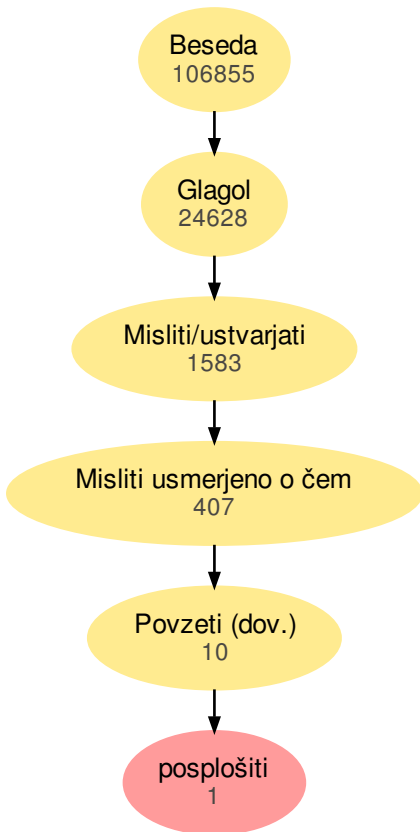 Beseda
106855
Glagol
24628
Misliti/ustvarjati
1583
Misliti usmerjeno o čem
407
Povzeti (dov.)
10
posplošiti
1